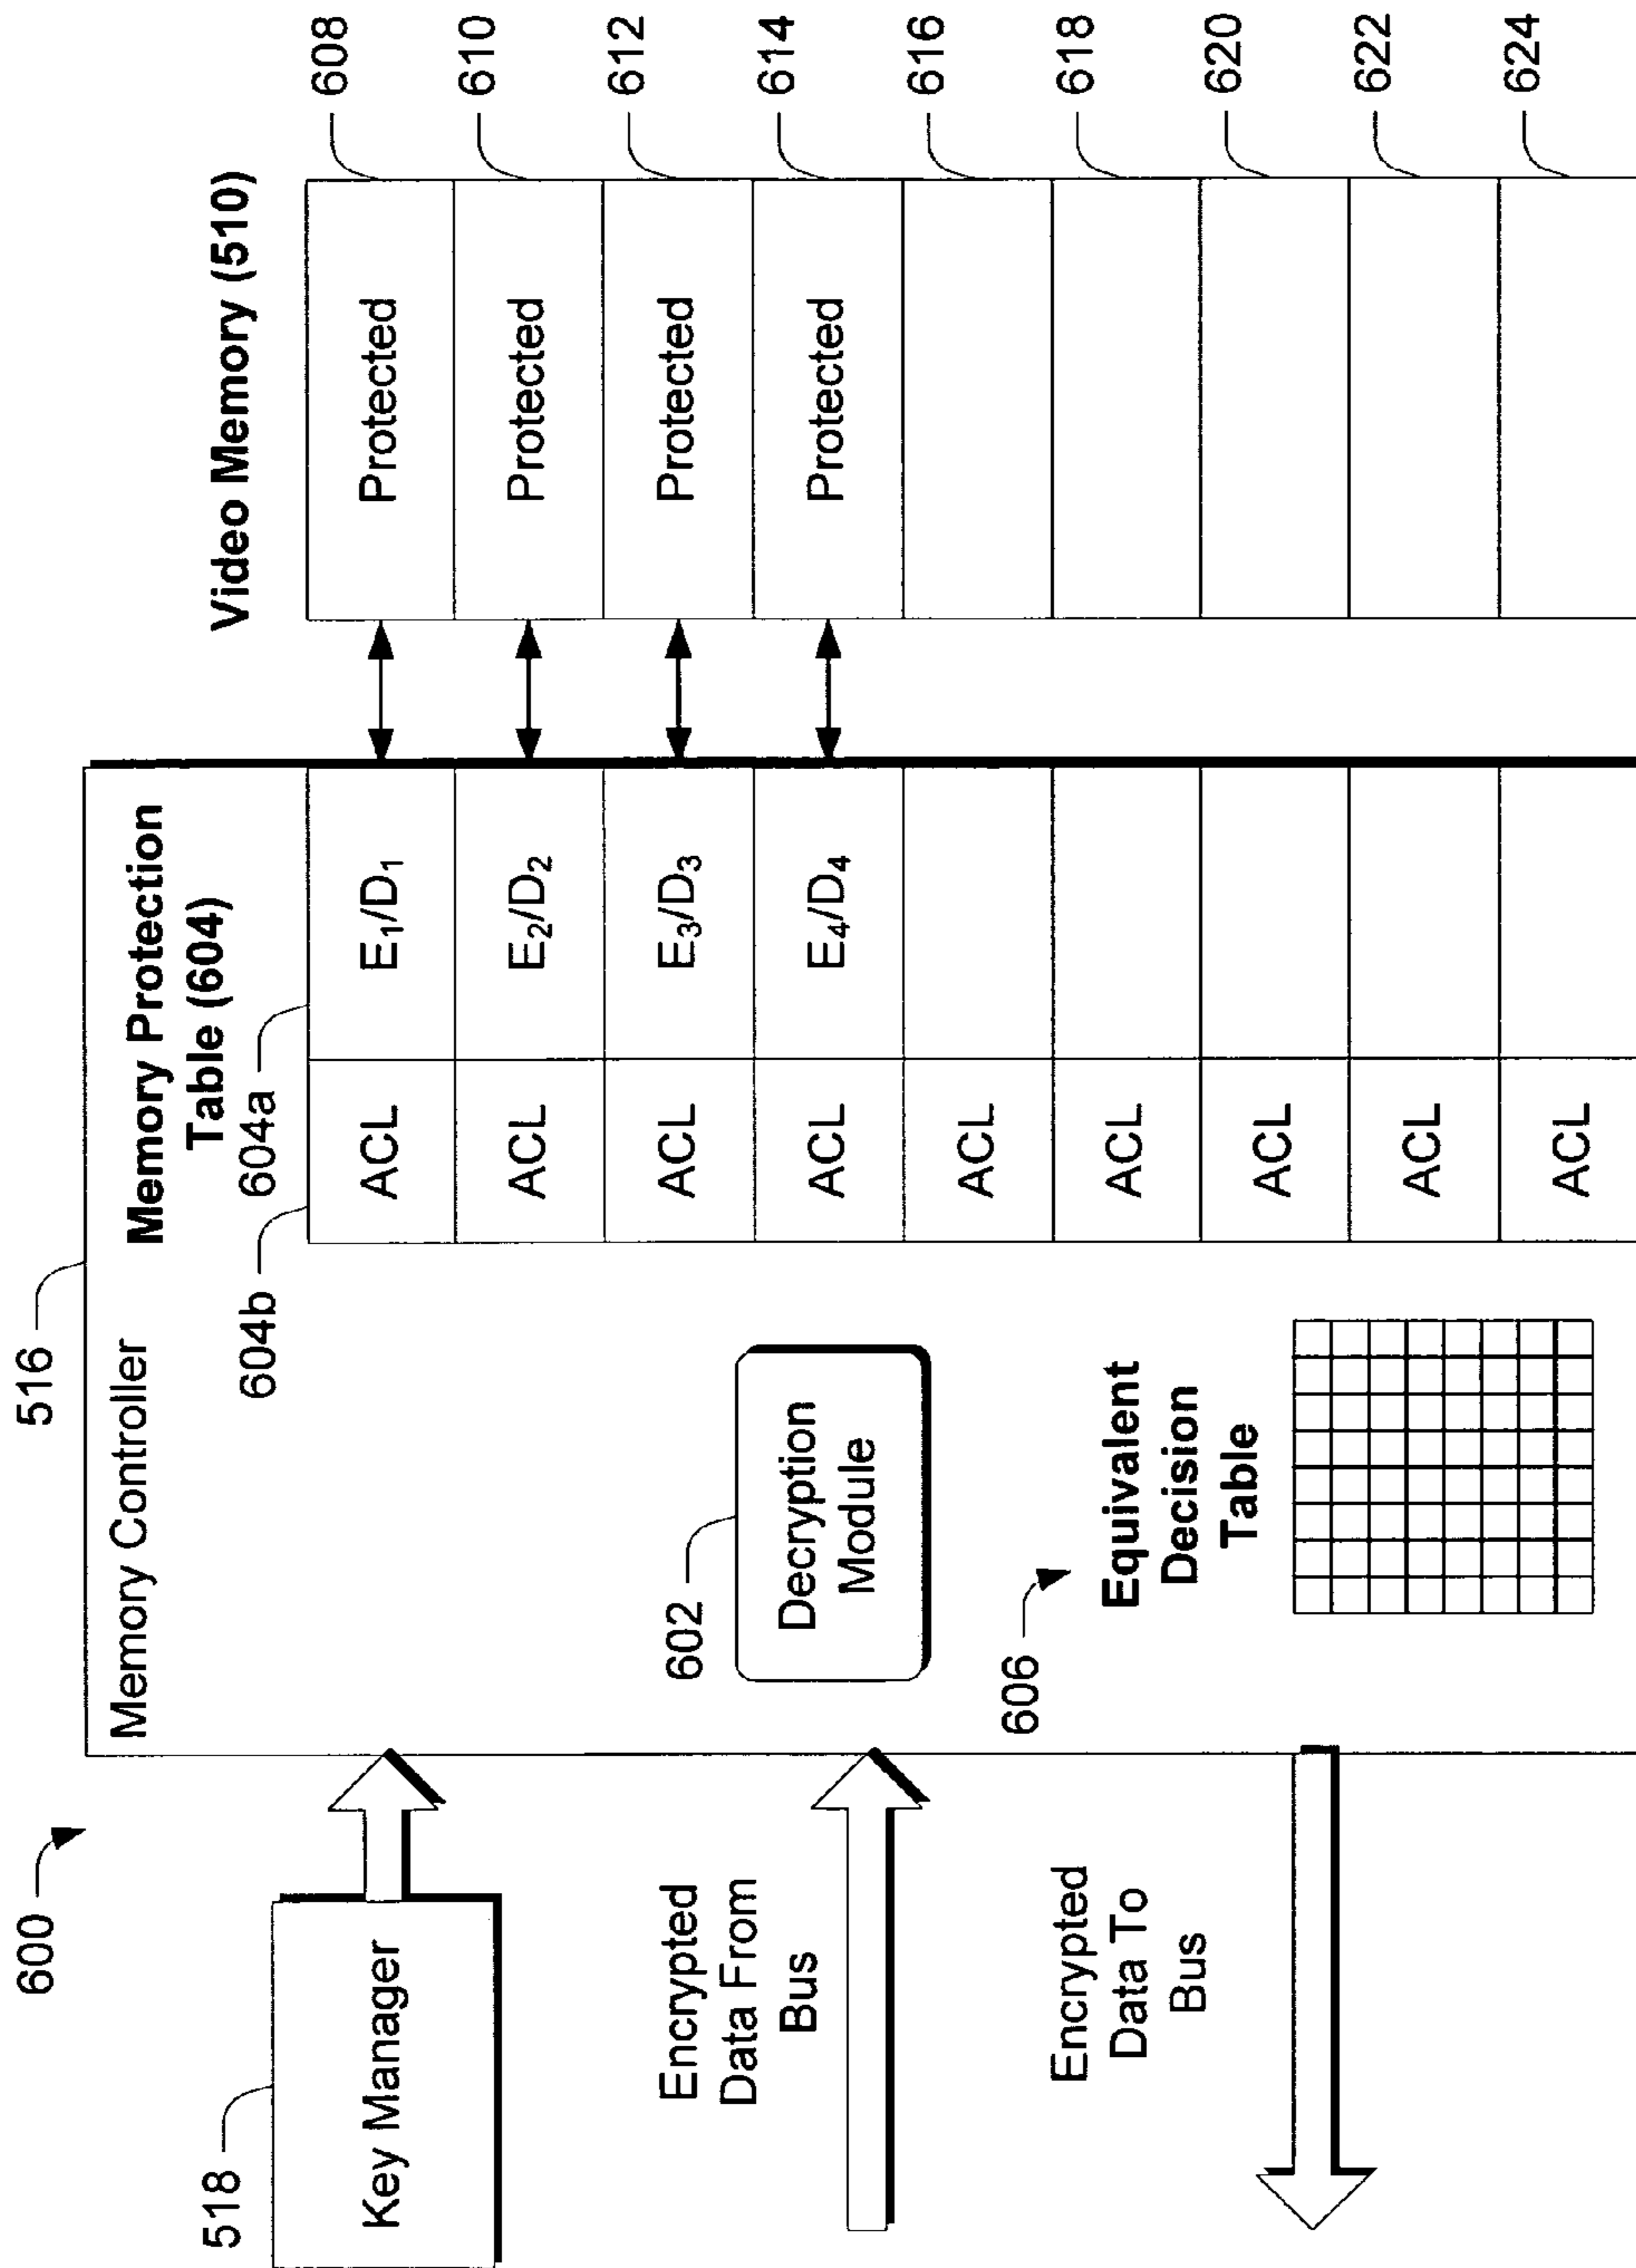 600
516
518
Key Manager
Memory Controller
Memory Protection
Table (604)
604a
604b
Video Memory (510)
ACL
E₁/D₁
Protected
608
ACL
E₂/D₂
Protected
610
ACL
E₃/D₃
Protected
612
ACL
E₄/D₄
Protected
614
ACL
616
ACL
618
ACL
620
ACL
622
ACL
624
Encrypted
Data From
Bus
602
Decryption
Module
Encrypted
Data To
Bus
606
Equivalent
Decision
Table